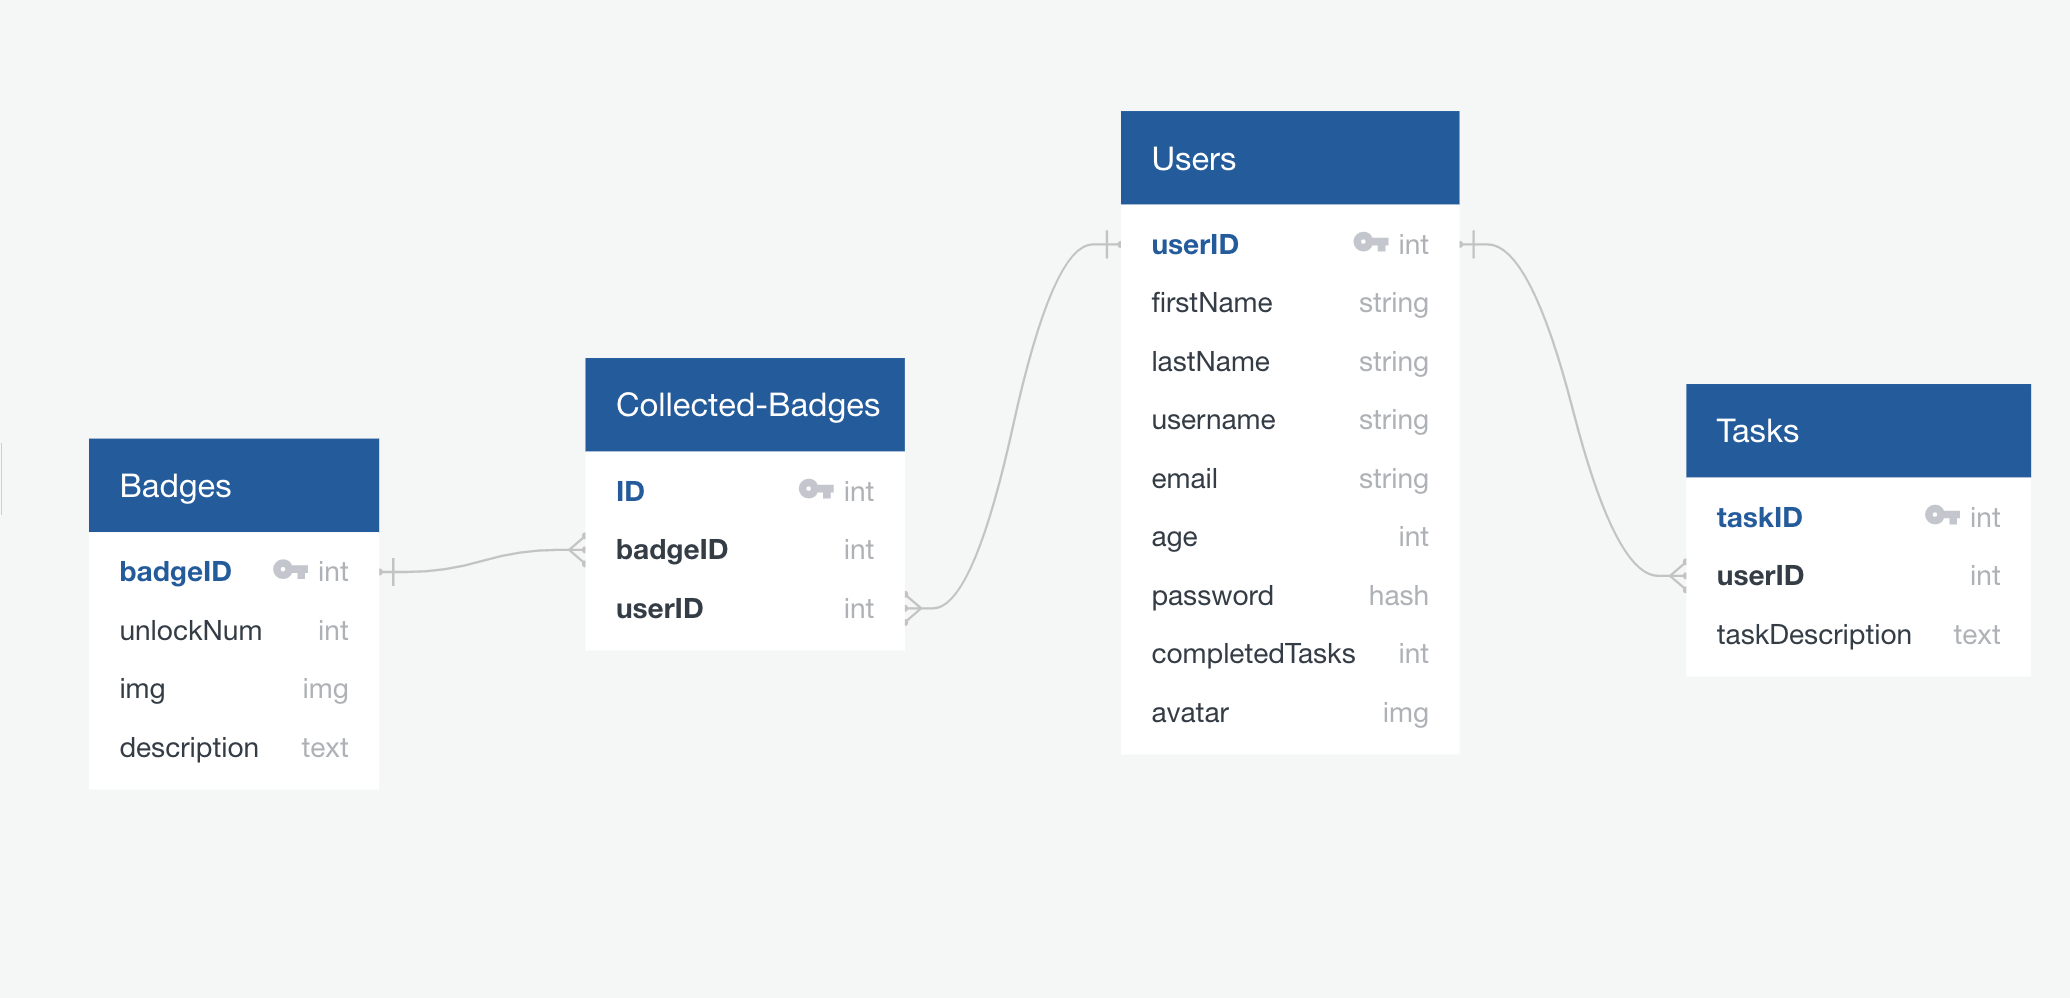 Badges
badgeID int
unlockNum int
img img
description text
Collected-Badges
ID int
badgeID int
userID int
Users
userID int
firstName string
lastName string
username string
email string
age int
password hash
completedTasks int
avatar img
Tasks
taskID int
userID int
taskDescription text